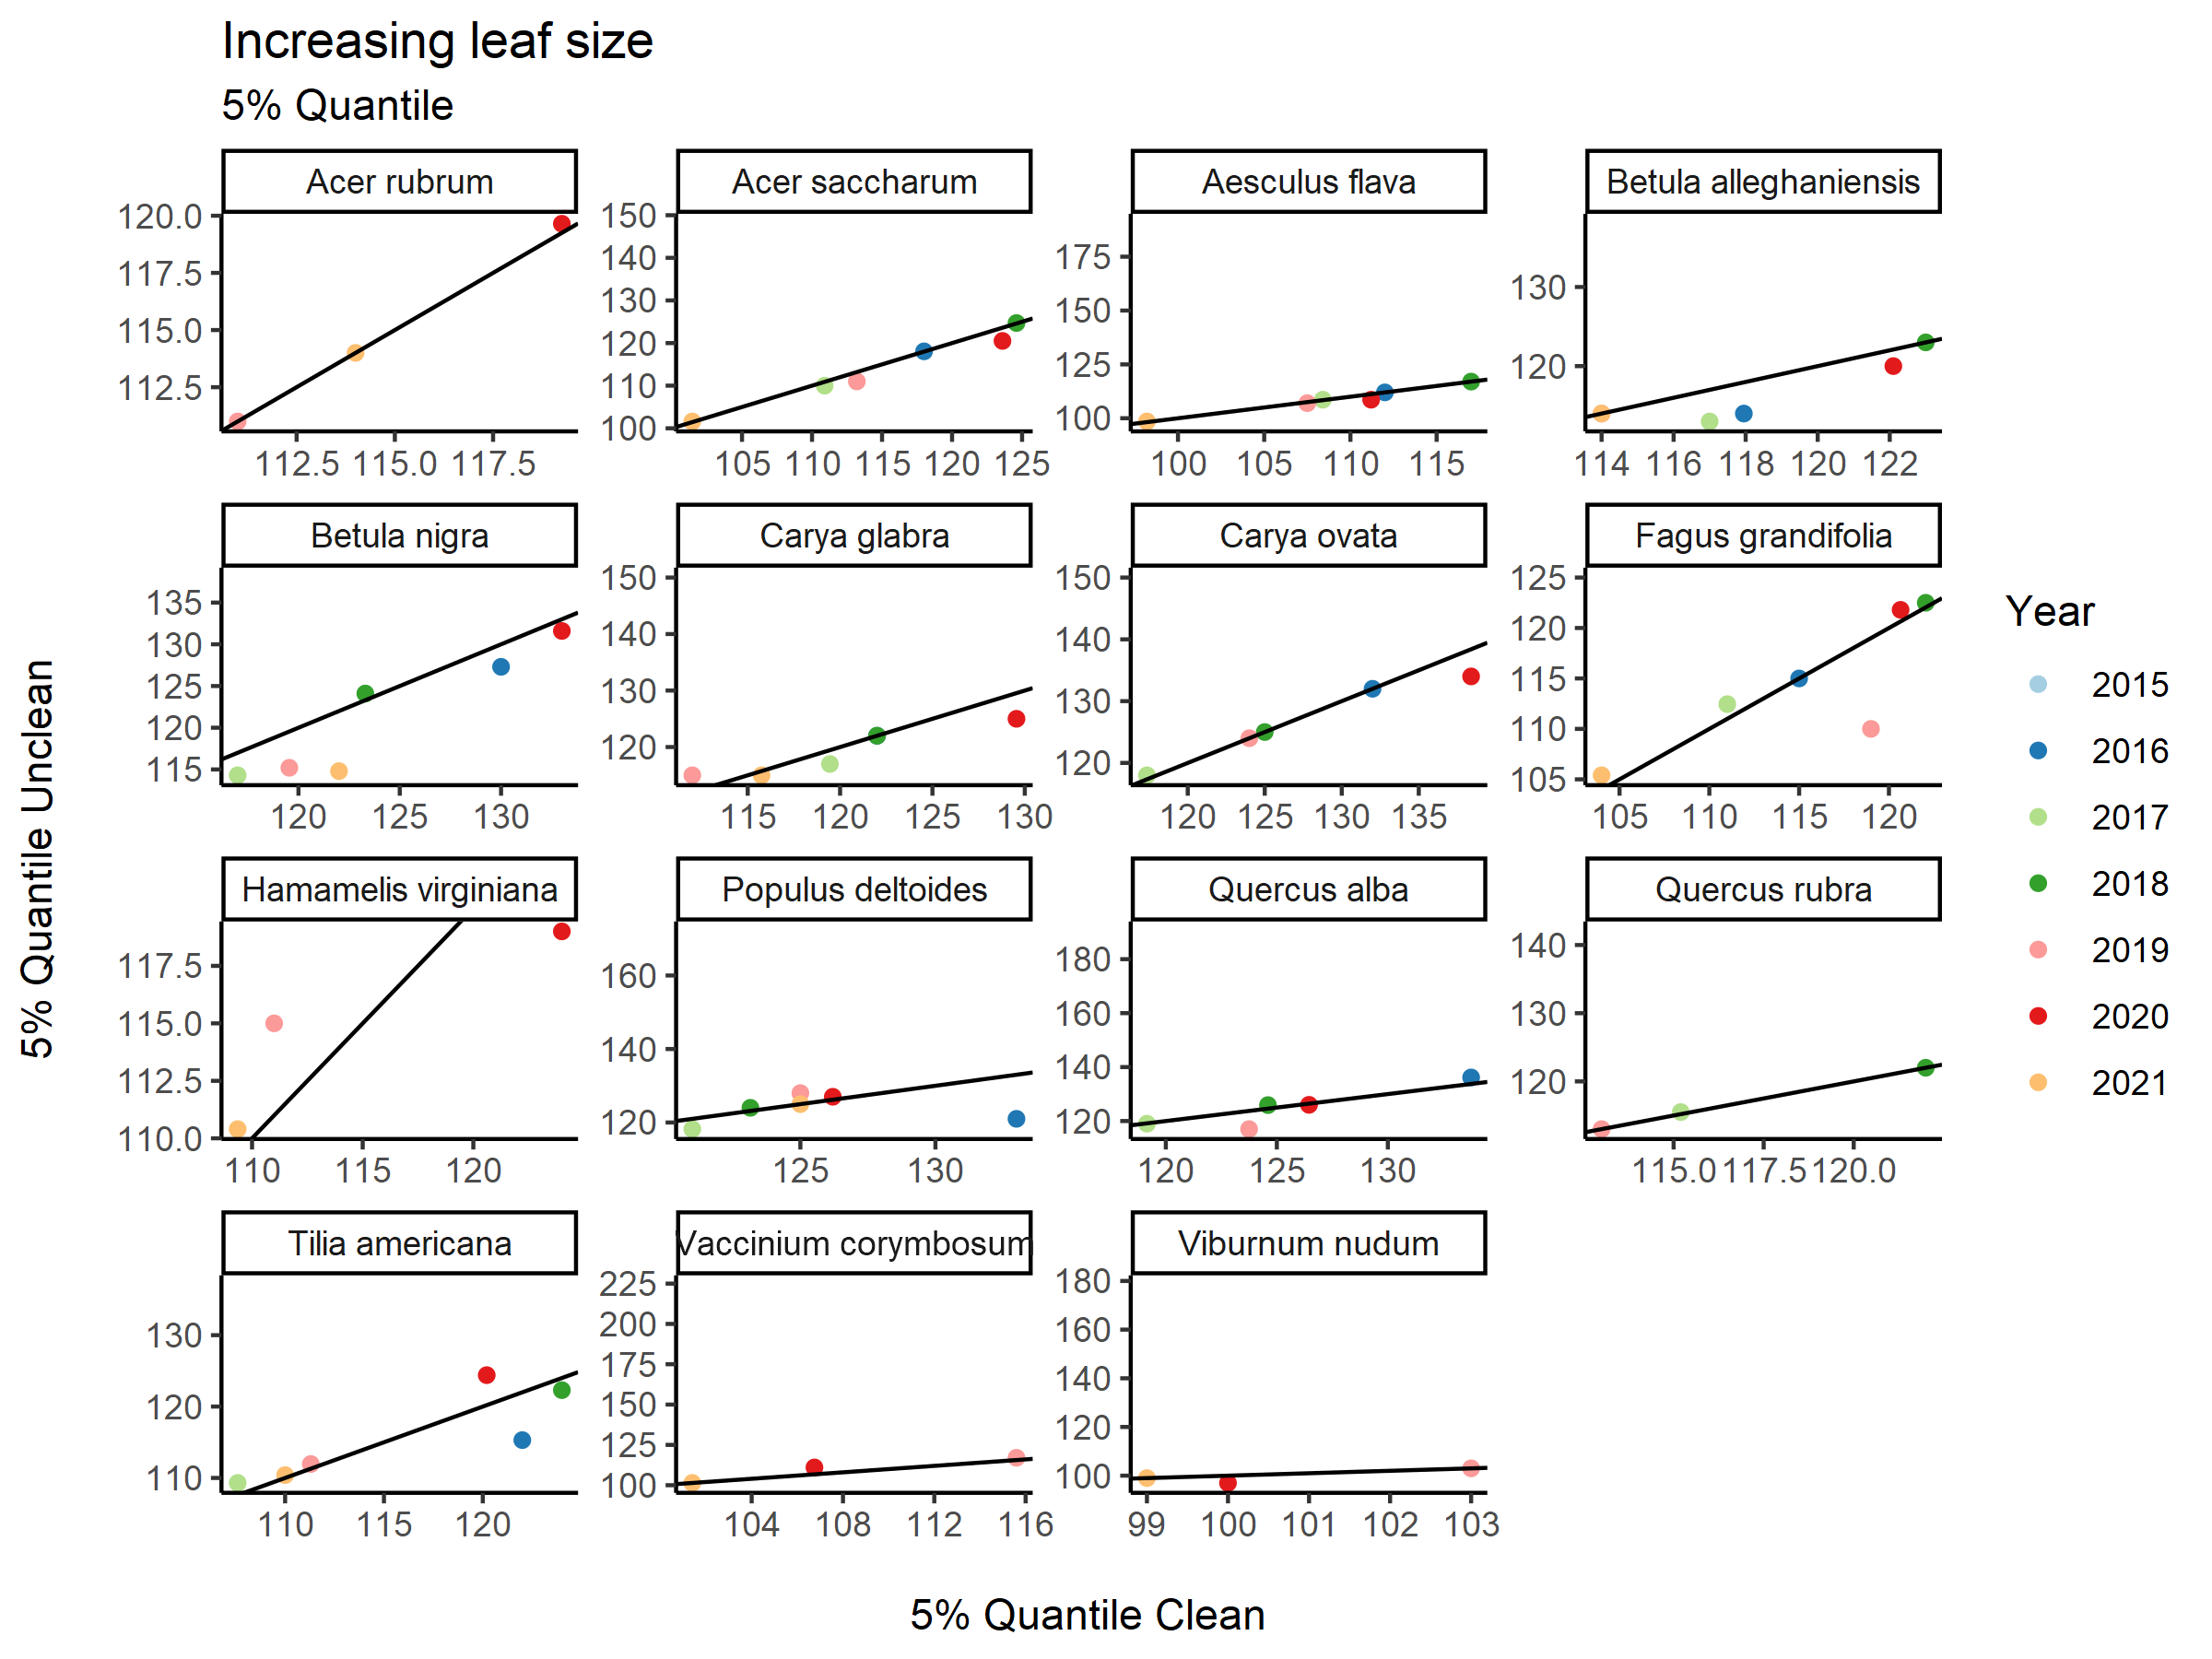 Increasing leaf size
5% Quantile
Acer rubrum
Acer saccharum
Aesculus flava
Betula alleghaniensis
120.0
117.5
115.0
112.5
112.5 115.0 117.5
150
140
130
120
110
100
105 110 115 120 125
175
150
125
100
100 105 110 115
130
120
114 116 118 120 122
Betula nigra
Carya glabra
Carya ovata
Fagus grandifolia
135
130
125
120
115
120 125 130
150
140
130
120
115 120 125 130
150
140
130
120
120 125 130 135
125
120
115
110
105
105 110 115 120
Hamamelis virginiana
Populus deltoides
Quercus alba
Quercus rubra
117.5
115.0
112.5
110.0
110 115 120
160
140
120
125 130
180
160
140
120
120 125 130
140
130
120
115.0 117.5 120.0
Tilia americana
Vaccinium corymbosum
Viburnum nudum
130
120
110
110 115 120
225
200
175
150
125
100
104 108 112 116
180
160
140
120
100
99 100 101 102 103
5% Quantile Unclean
5% Quantile Clean
Year
2015
2016
2017
2018
2019
2020
2021